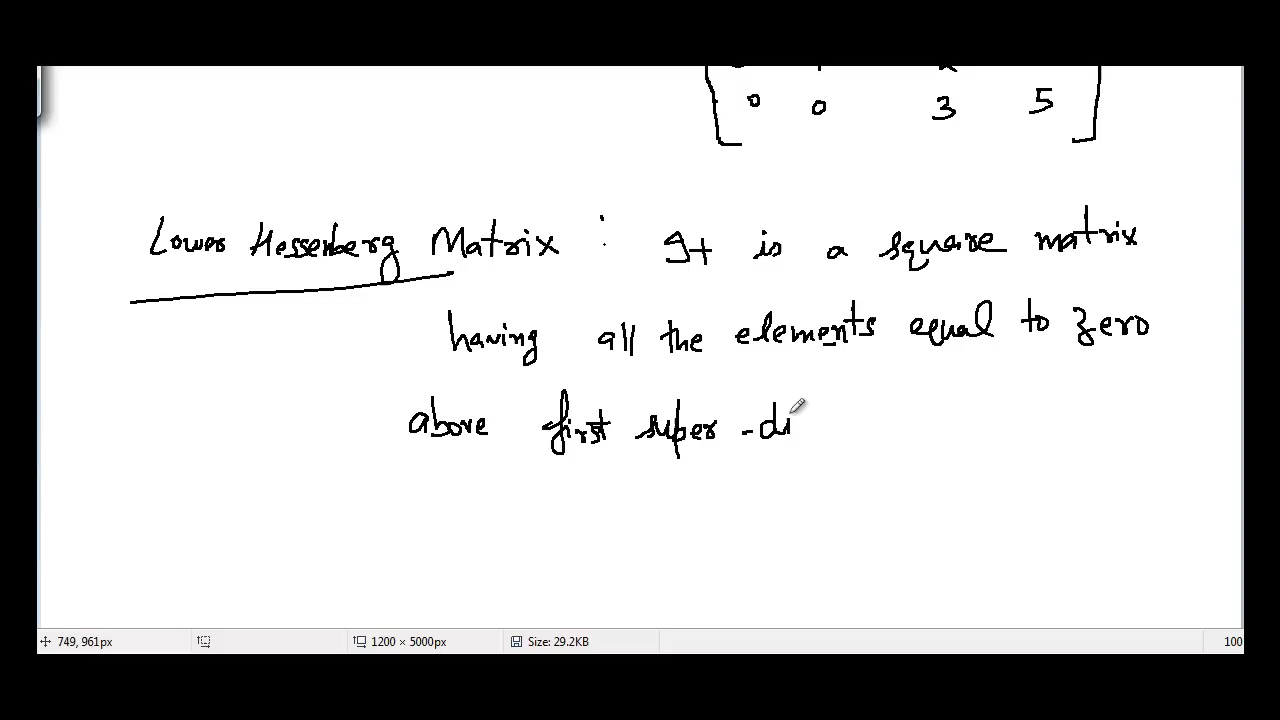 0 0 3 5
Lower Hessenberg Matrix : It is a square matrix
having all the elements equal to zero
above first super - di
749, 961px 1200 × 5000px Size: 29.2KB 100